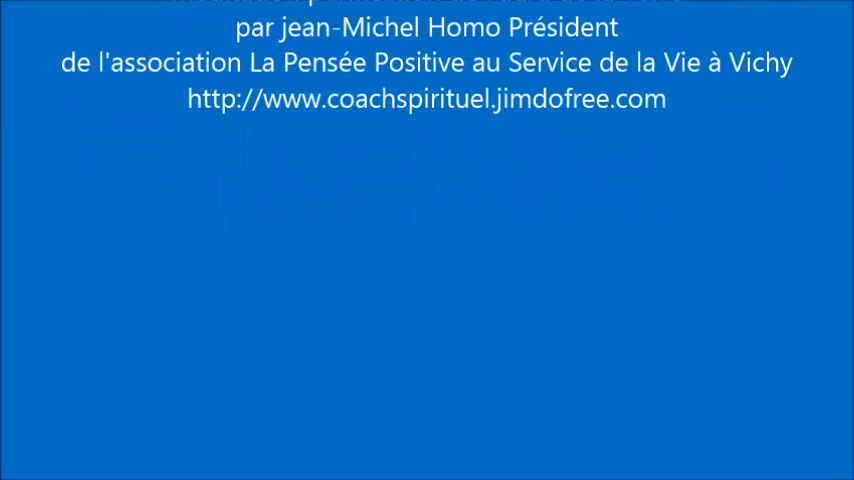 par jean-Michel Homo Président
de l'association La Pensée Positive au Service de la Vie à Vichy
http://www.coachspirituel.jimdofree.com